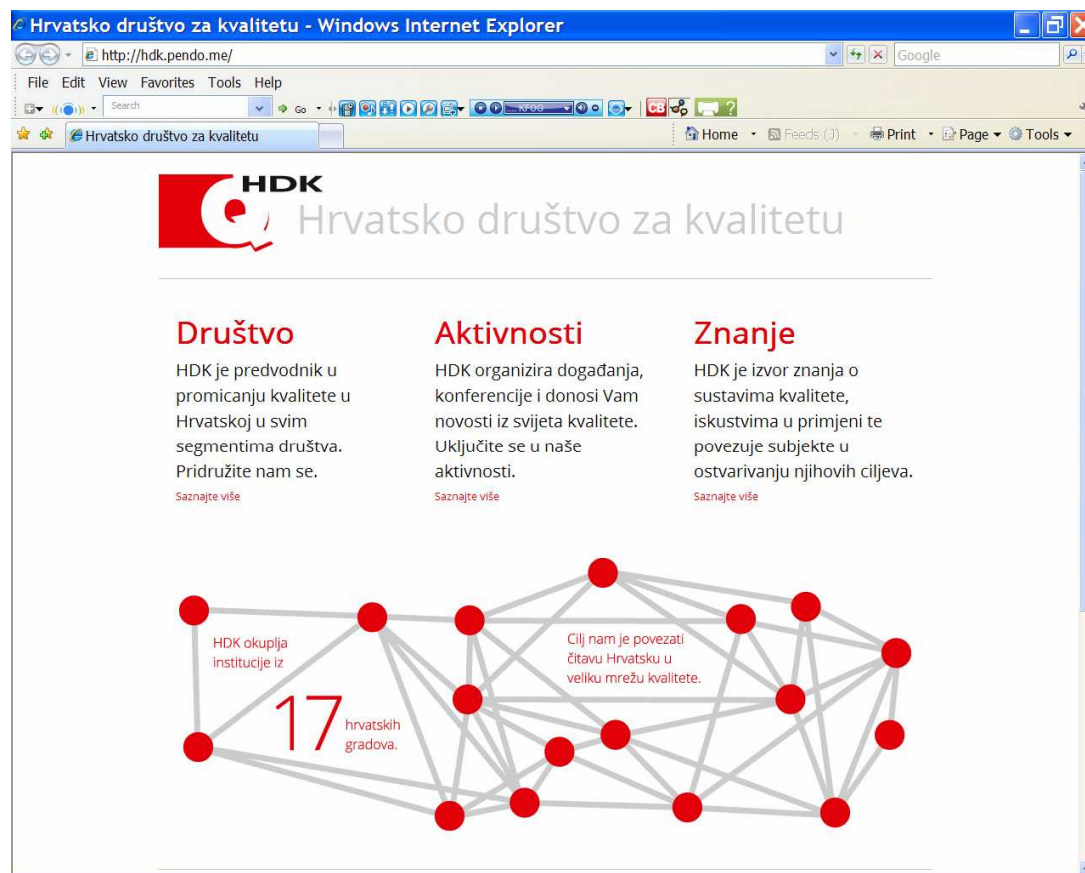 Hrvatsko društvo za kvalitetu - Windows Internet Explorer
http://hdk.pendo.me/
Google
File Edit View Favorites Tools Help
Search
Go
KFOG
CB
?
Hrvatsko društvo za kvalitetu
Home
Feeds (J)
Print
Page
Tools
HDK
Hrvatsko društvo za kvalitetu
Društvo
HDK je predvodnik u
promicanju kvalitete u
Hrvatskoj u svim
segmentima društva.
Pridružite nam se.
Saznajte više
Aktivnosti
HDK organizira događanja,
konferencije i donosi Vam
novosti iz svijeta kvalitete.
Uključite se u naše
aktivnosti.
Saznajte više
Znanje
HDK je izvor znanja o
sustavima kvalitete,
iskustvima u primjeni te
povezuje subjekte u
ostvarivanju njihovih ciljeva.
Saznajte više
HDK okuplja
institucije iz
17 hrvatskih
gradova.
Cilj nam je povezati
čitavu Hrvatsku u
veliku mrežu kvalitete.